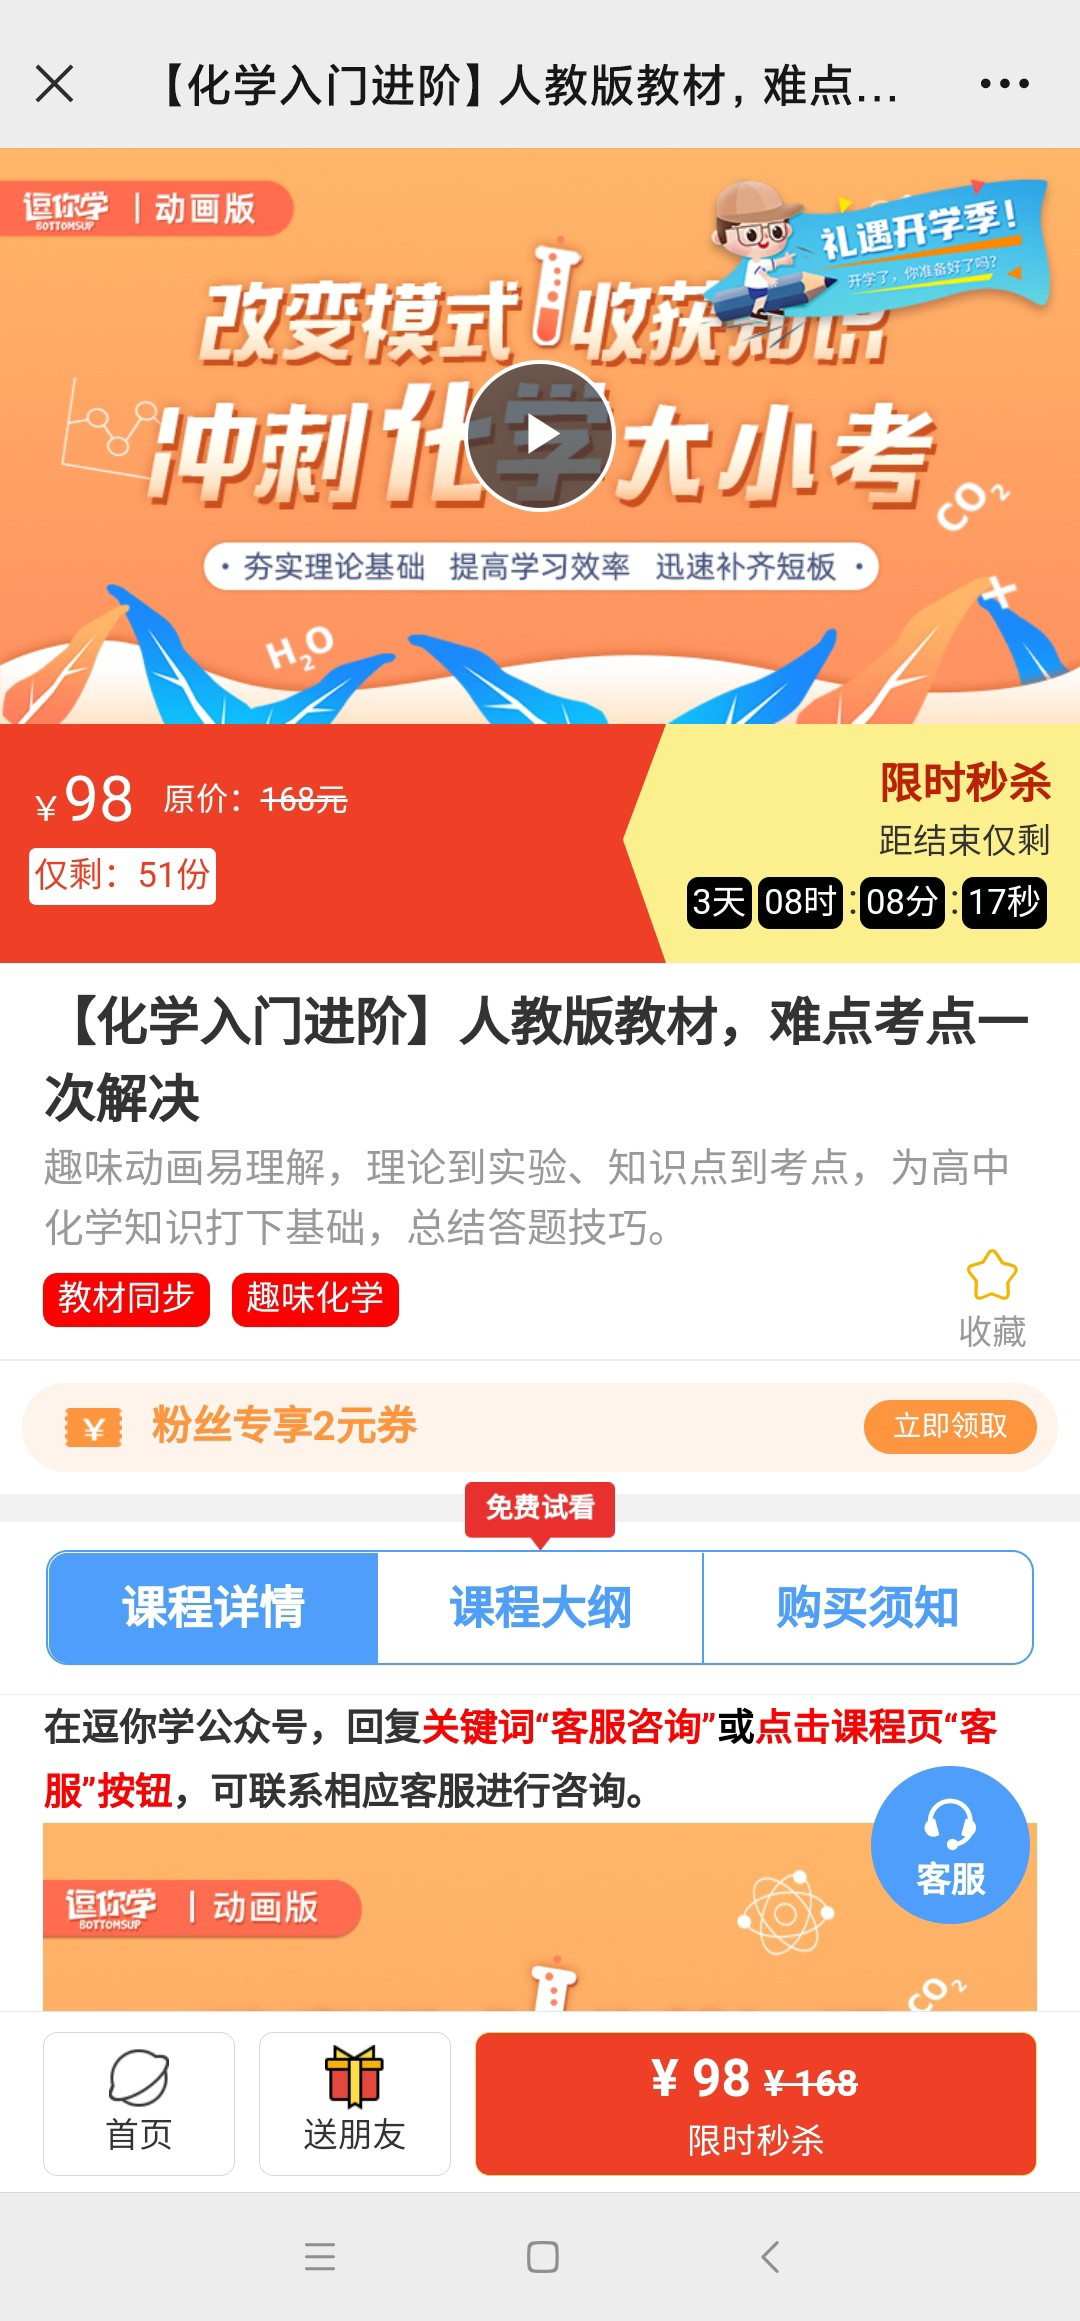 【化学入门进阶】人教版教材，难点...
逗你学 | 动画版
BOTTOMSUP
礼遇开学季！
开学了，你准备好了吗？
改变模式 收获知识
冲刺化学大小考
CO₂
· 夯实理论基础 提高学习效率 迅速补齐短板 ·
H₂O
¥98 原价：168元
仅剩：51份
限时秒杀
距结束仅剩
3天 08时:08分:17秒
【化学入门进阶】人教版教材，难点考点一
次解决
趣味动画易理解，理论到实验、知识点到考点，为高中
化学知识打下基础，总结答题技巧。
教材同步 趣味化学
收藏
¥ 粉丝专享2元券 立即领取
免费试看
课程详情 课程大纲 购买须知
在逗你学公众号，回复关键词“客服咨询”或点击课程页“客
服”按钮，可联系相应客服进行咨询。
客服
逗你学 | 动画版
BOTTOMSUP
CO₂
首页 送朋友
¥ 98 ¥ 168
限时秒杀